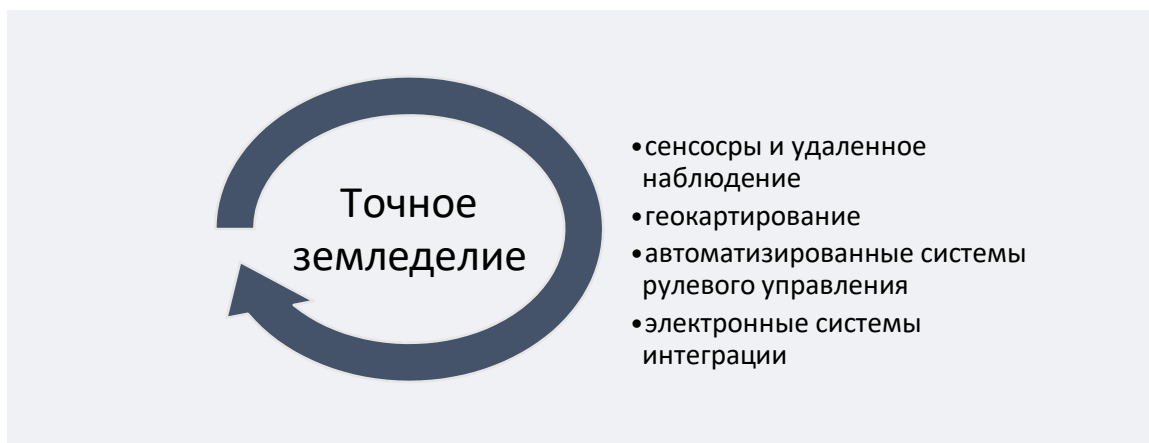 Точное
земледелие
•сенсосры и удаленное
наблюдение
•геокартирование
•автоматизированные системы
рулевого управления
•электронные системы
интеграции